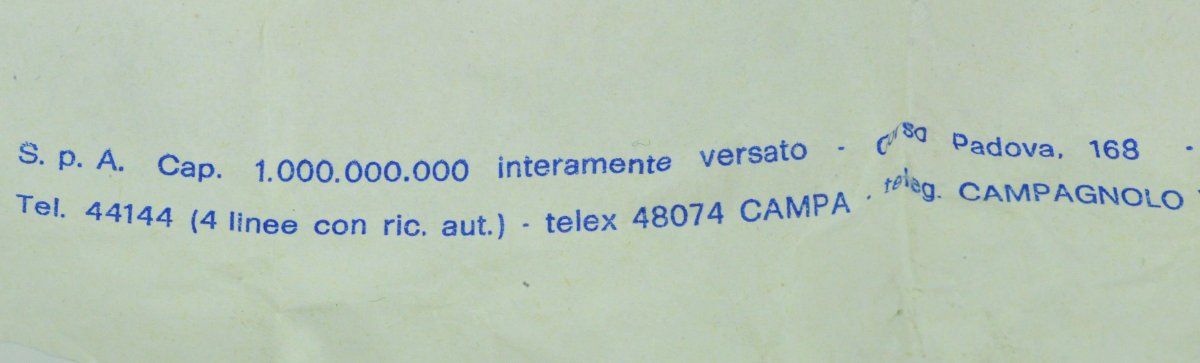 S. p. A. Cap. 1.000.000.000 interamente versato - corso Padova, 168 -
Tel. 44144 (4 linee con ric. aut.) - telex 48074 CAMPA - teleg. CAMPAGNOLO